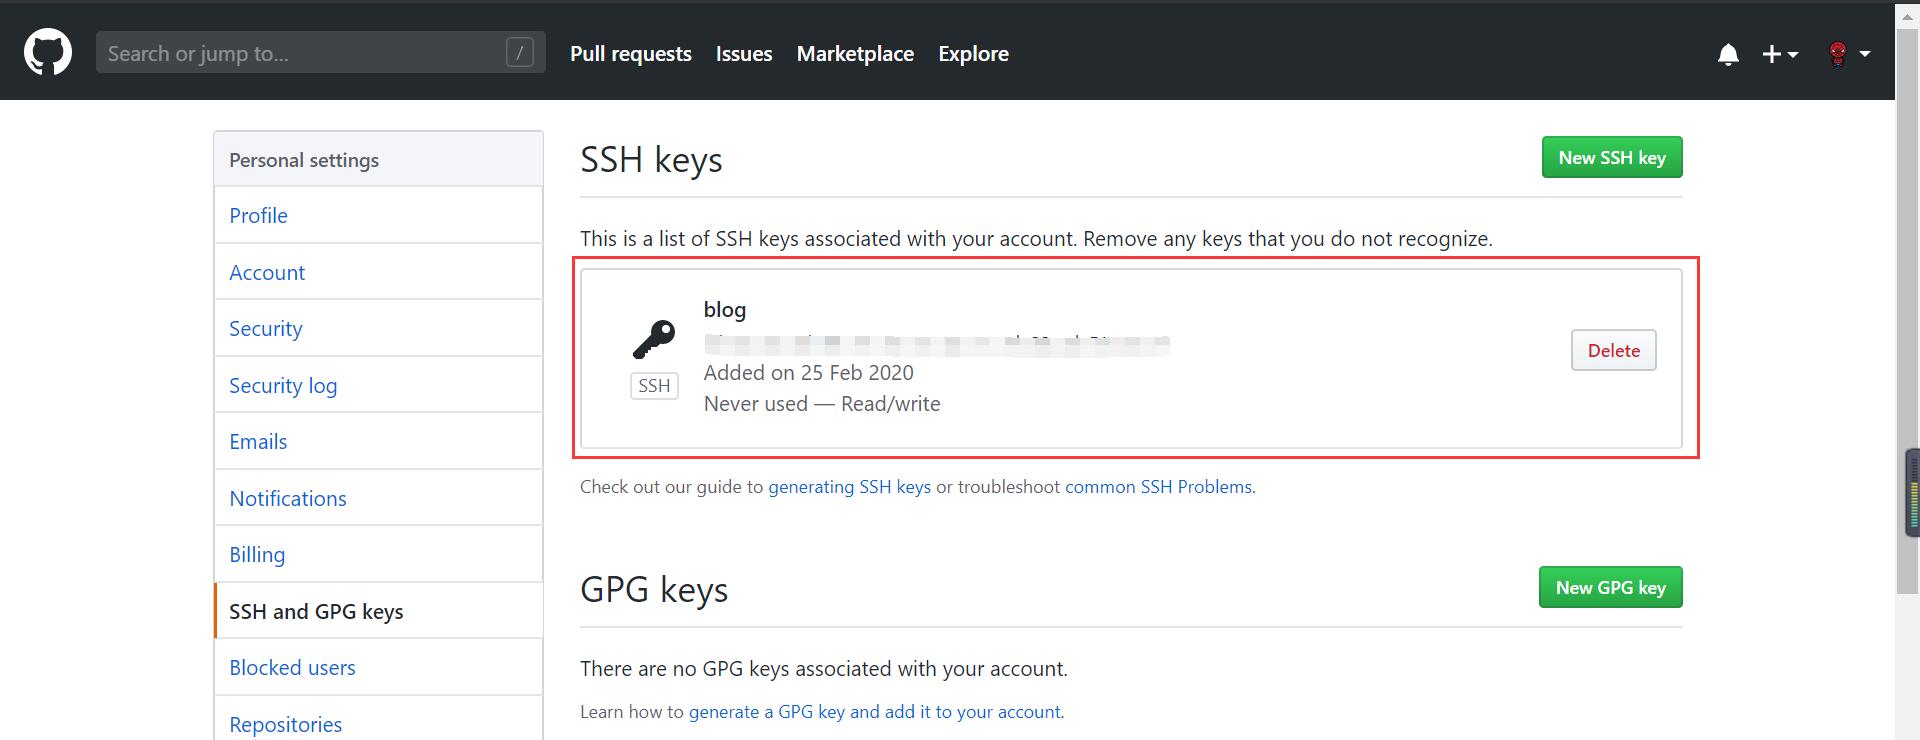 Search or jump to... /
Pull requests Issues Marketplace Explore
Personal settings
Profile
Account
Security
Security log
Emails
Notifications
Billing
SSH and GPG keys
Blocked users
Repositories
SSH keys
New SSH key
This is a list of SSH keys associated with your account. Remove any keys that you do not recognize.
SSH
blog
Added on 25 Feb 2020
Never used — Read/write
Delete
Check out our guide to generating SSH keys or troubleshoot common SSH Problems.
GPG keys
New GPG key
There are no GPG keys associated with your account.
Learn how to generate a GPG key and add it to your account.